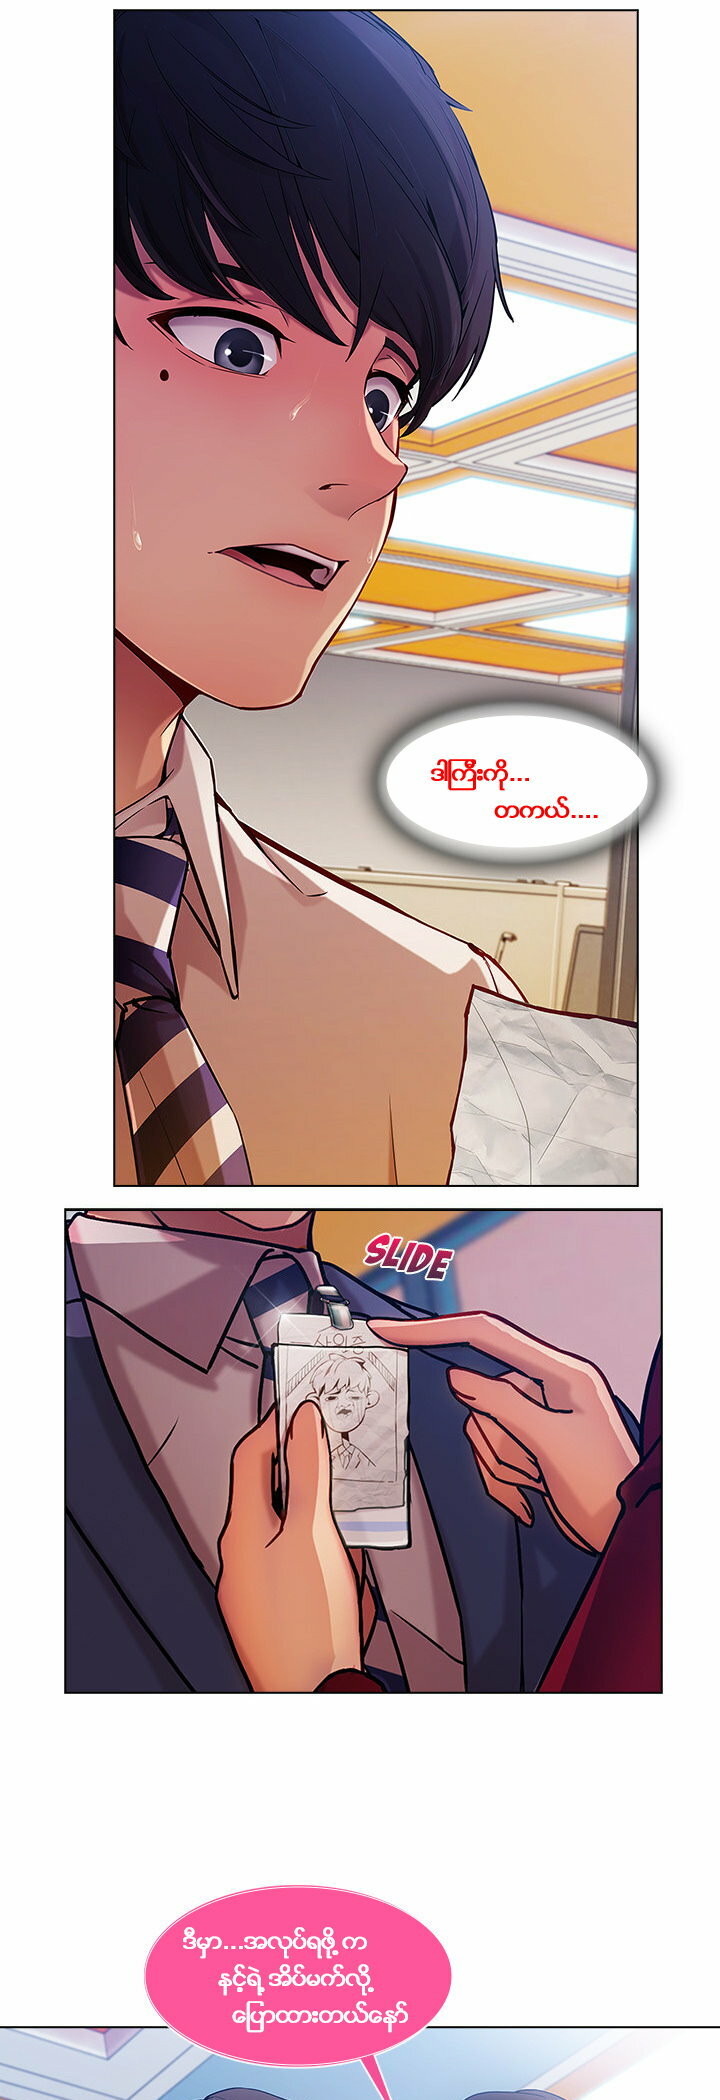 ဒါကြီးကို...
တကယ်....
SLIDE
사원증
ဒီမှာ...အလုပ်ရဖို့ က
နင့်ရဲ့ အိပ်မက်လို့
ပြောထားတယ်နော်